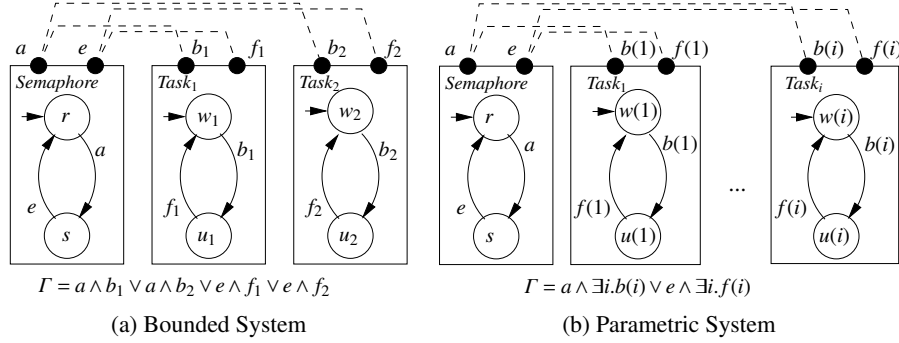 a e b₁ f₁ b₂ f₂ a e b(1) f(1) b(i) f(i)
Semaphore Task₁ Task₂ Semaphore Task₁ Taskᵢ
r w₁ w₂ r w(1) w(i)
a b₁ b₂ a b(1) b(i)
...
e f₁ f₂ e f(1) f(i)
s u₁ u₂ s u(1) u(i)
Γ = a ∧ b₁ ∨ a ∧ b₂ ∨ e ∧ f₁ ∨ e ∧ f₂ Γ = a ∧ ∃i.b(i) ∨ e ∧ ∃i.f(i)
(a) Bounded System (b) Parametric System